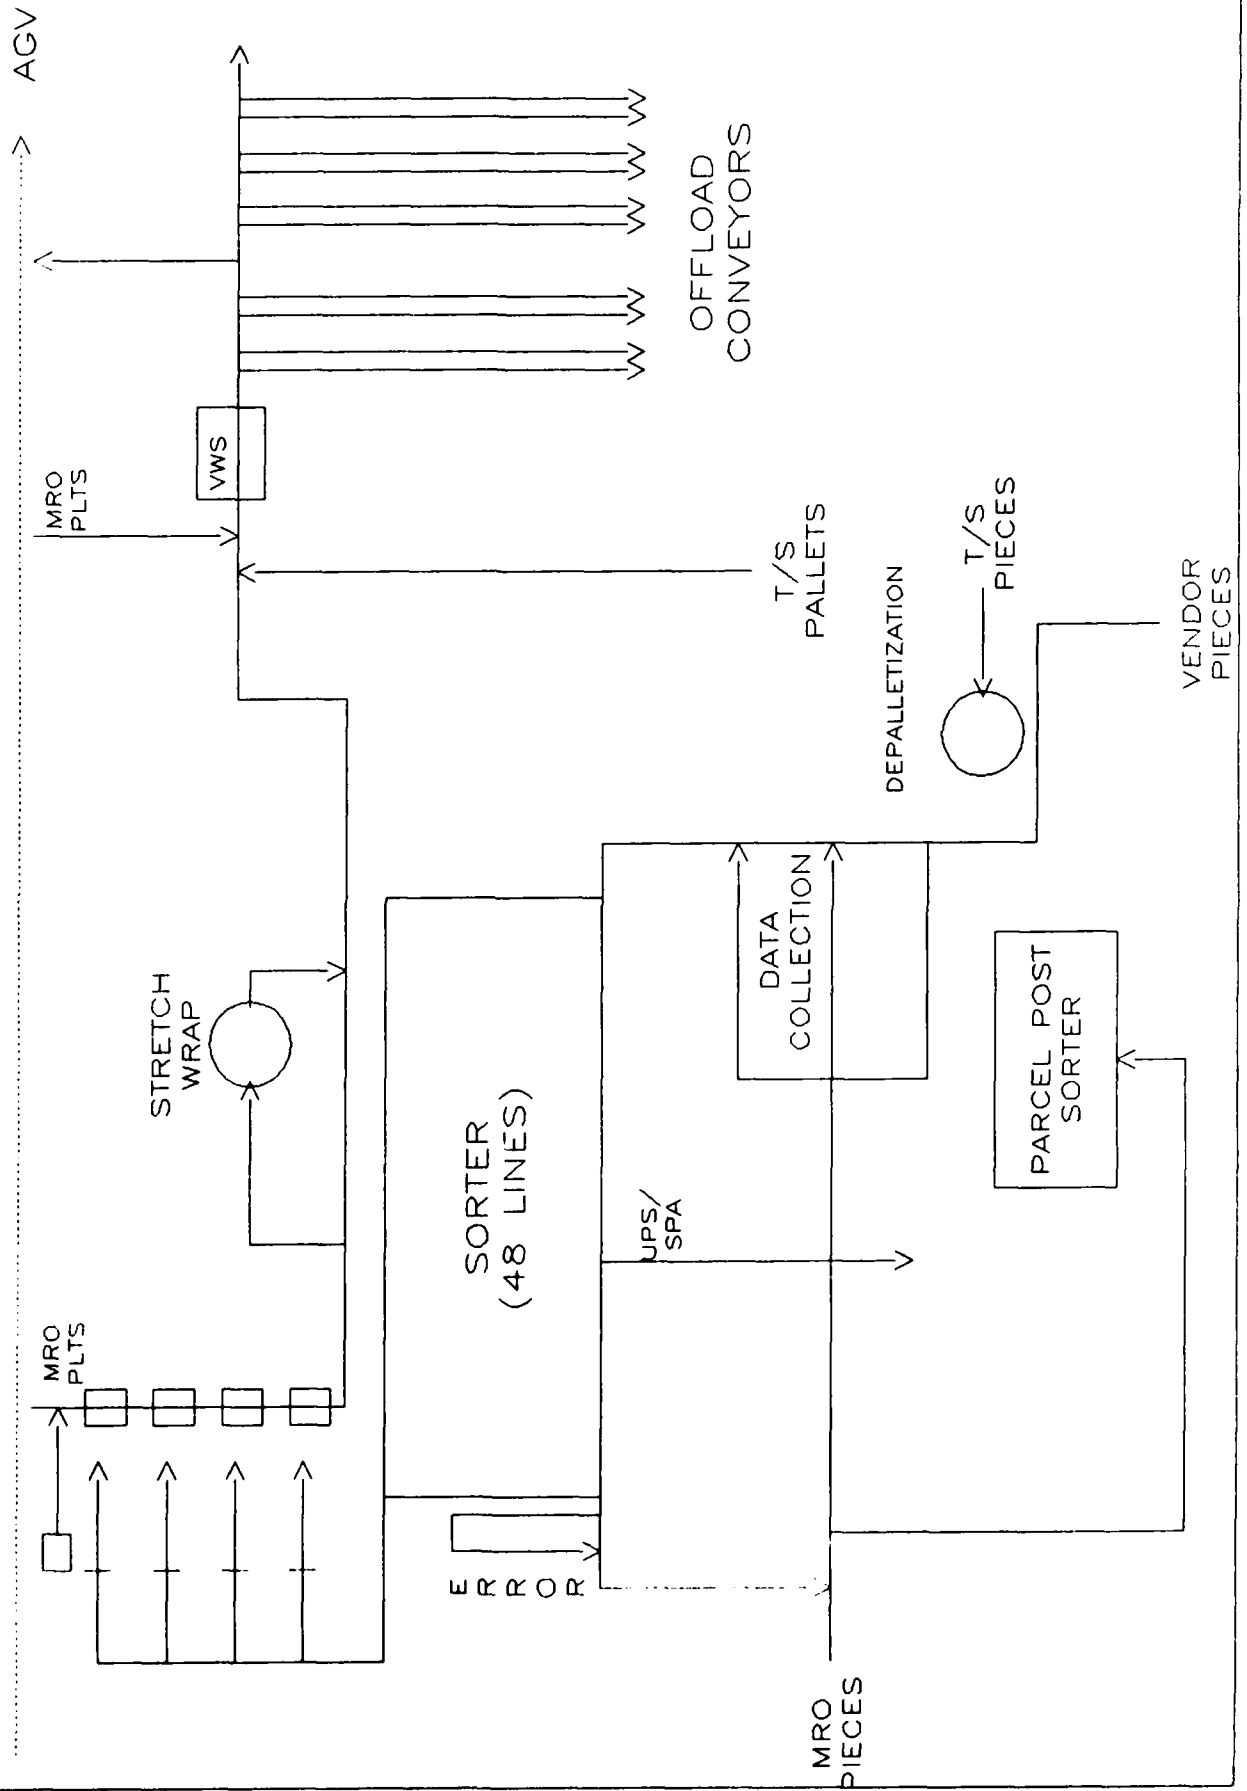 AGV
MRO
PLTS
STRETCH
WRAP
MRO
PLTS
VWS
SORTER
(48 LINES)
ERROR
UPS/
SPA
OFFLOAD
CONVEYORS
T/S
PALLETS
DATA
COLLECTION
DEPALLETIZATION
T/S
PIECES
MRO
PIECES
PARCEL POST
SORTER
VENDOR
PIECES